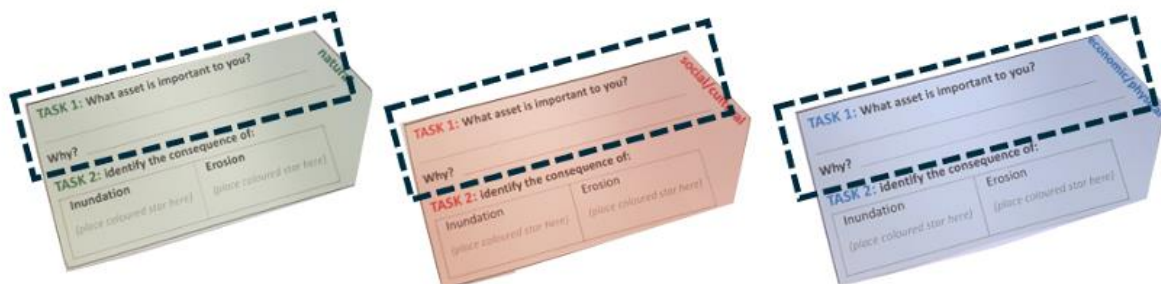 natural
TASK 1: What asset is important to you?
Why?
TASK 2: identify the consequence of:
Inundation
Erosion
(place coloured star here)
(place coloured star here)
social/cultural
TASK 1: What asset is important to you?
Why?
TASK 2: identify the consequence of:
Inundation
Erosion
(place coloured star here)
(place coloured star here)
economic/physical
TASK 1: What asset is important to you?
Why?
TASK 2: identify the consequence of:
Inundation
Erosion
(place coloured star here)
(place coloured star here)